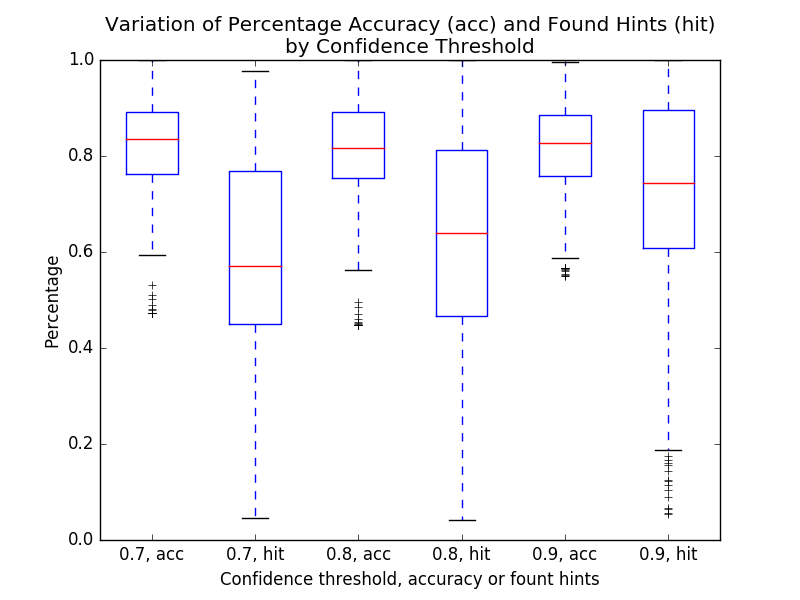 Variation of Percentage Accuracy (acc) and Found Hints (hit)
by Confidence Threshold
1.0
0.8
0.6
0.4
0.2
0.0
Percentage
0.7, acc
0.7, hit
0.8, acc
0.8, hit
0.9, acc
0.9, hit
Confidence threshold, accuracy or fount hints